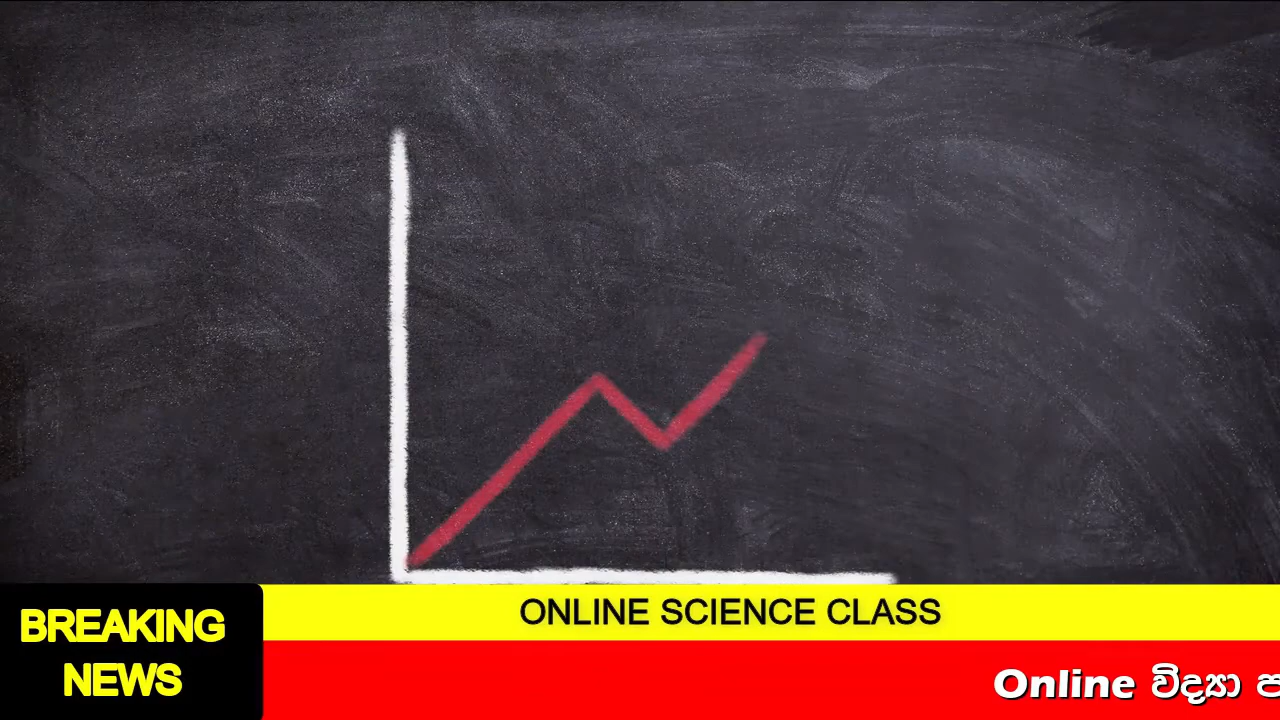 ONLINE SCIENCE CLASS
BREAKING
NEWS
Online විද්‍යා